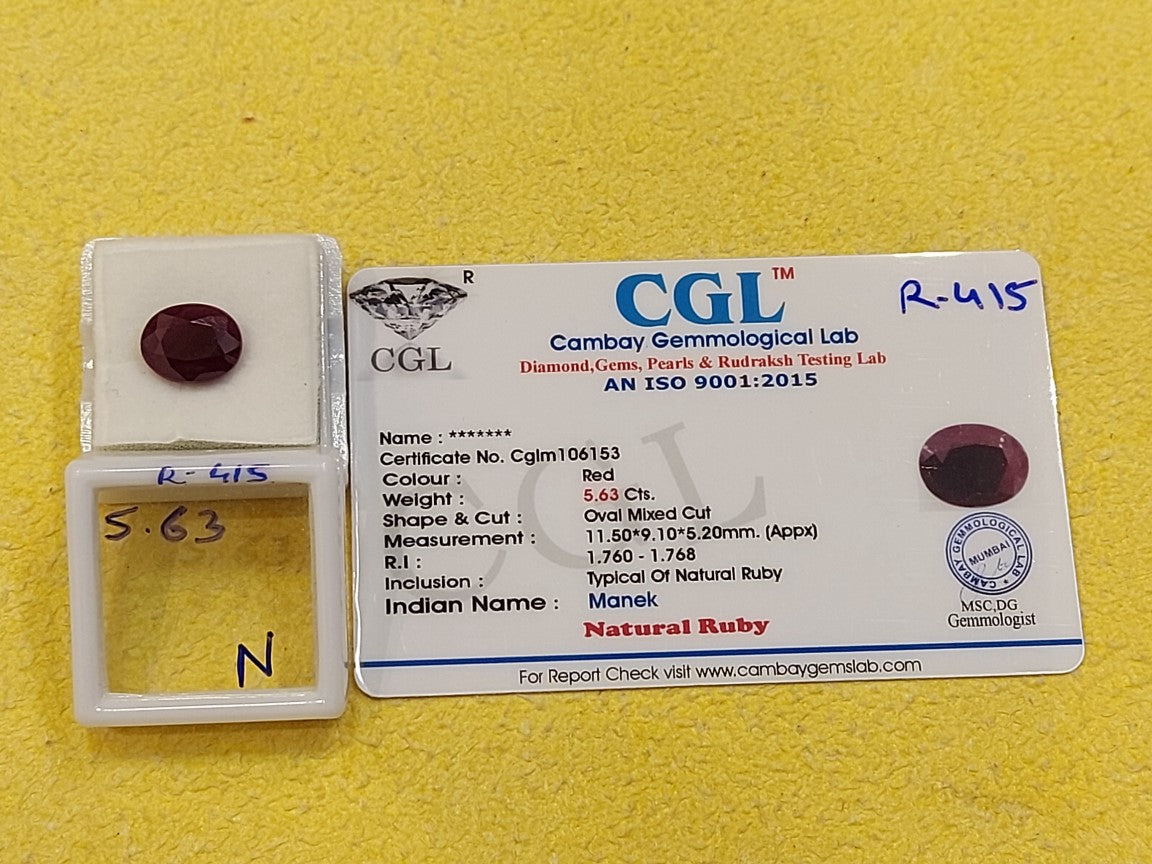 R-415
5.63
N
R
CGL
CGL™
R-415
Cambay Gemmological Lab
Diamond,Gems, Pearls & Rudraksh Testing Lab
AN ISO 9001:2015
Name : *******
Certificate No. Cglm106153
Colour : Red
Weight : 5.63 Cts.
Shape & Cut : Oval Mixed Cut
Measurement : 11.50*9.10*5.20mm. (Appx)
R.I : 1.760 - 1.768
Inclusion : Typical Of Natural Ruby
Indian Name : Manek
Natural Ruby
CAMBAY GEMMOLOGICAL LAB
MUMBAI
MSC,DG
Gemmologist
For Report Check visit www.cambaygemslab.com
CGL